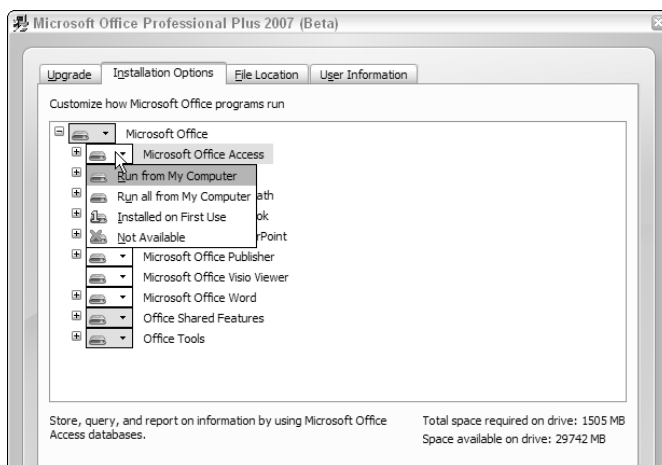 Microsoft Office Professional Plus 2007 (Beta)
Upgrade Installation Options File Location User Information
Customize how Microsoft Office programs run
Microsoft Office
Microsoft Office Access
Run from My Computer
Run all from My Computer ath
Installed on First Use ok
Not Available rPoint
Microsoft Office Publisher
Microsoft Office Visio Viewer
Microsoft Office Word
Office Shared Features
Office Tools
Store, query, and report on information by using Microsoft Office Total space required on drive: 1505 MB
Access databases. Space available on drive: 29742 MB